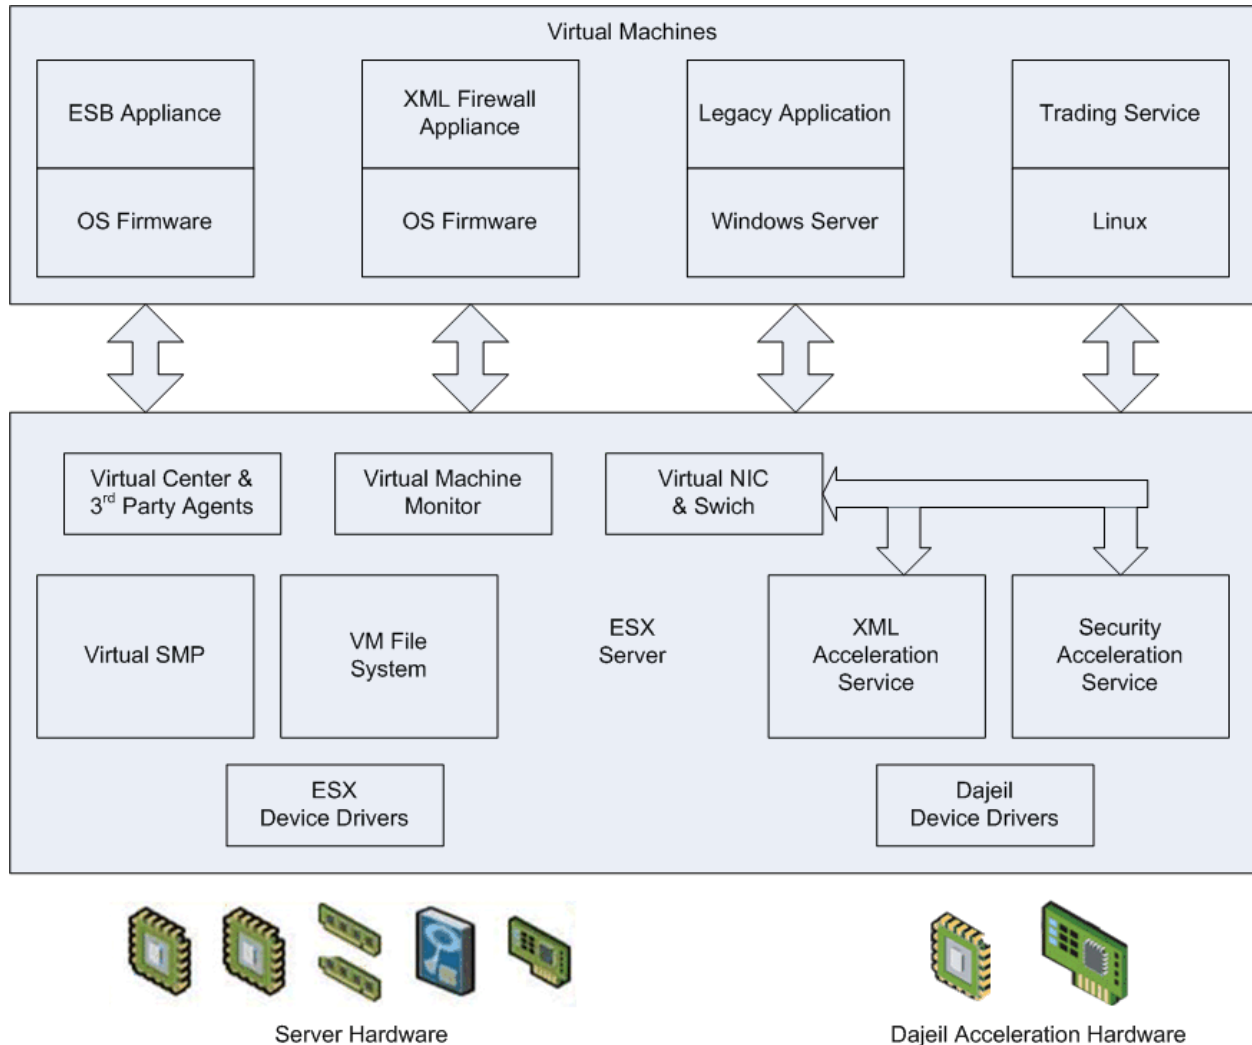 Virtual Machines
ESB Appliance
OS Firmware
XML Firewall
Appliance
OS Firmware
Legacy Application
Windows Server
Trading Service
Linux
Virtual Center &
3rd Party Agents
Virtual Machine
Monitor
Virtual NIC
& Swich
Virtual SMP
VM File
System
ESX
Server
XML
Acceleration
Service
Security
Acceleration
Service
ESX
Device Drivers
Dajeil
Device Drivers
Server Hardware
Dajeil Acceleration Hardware